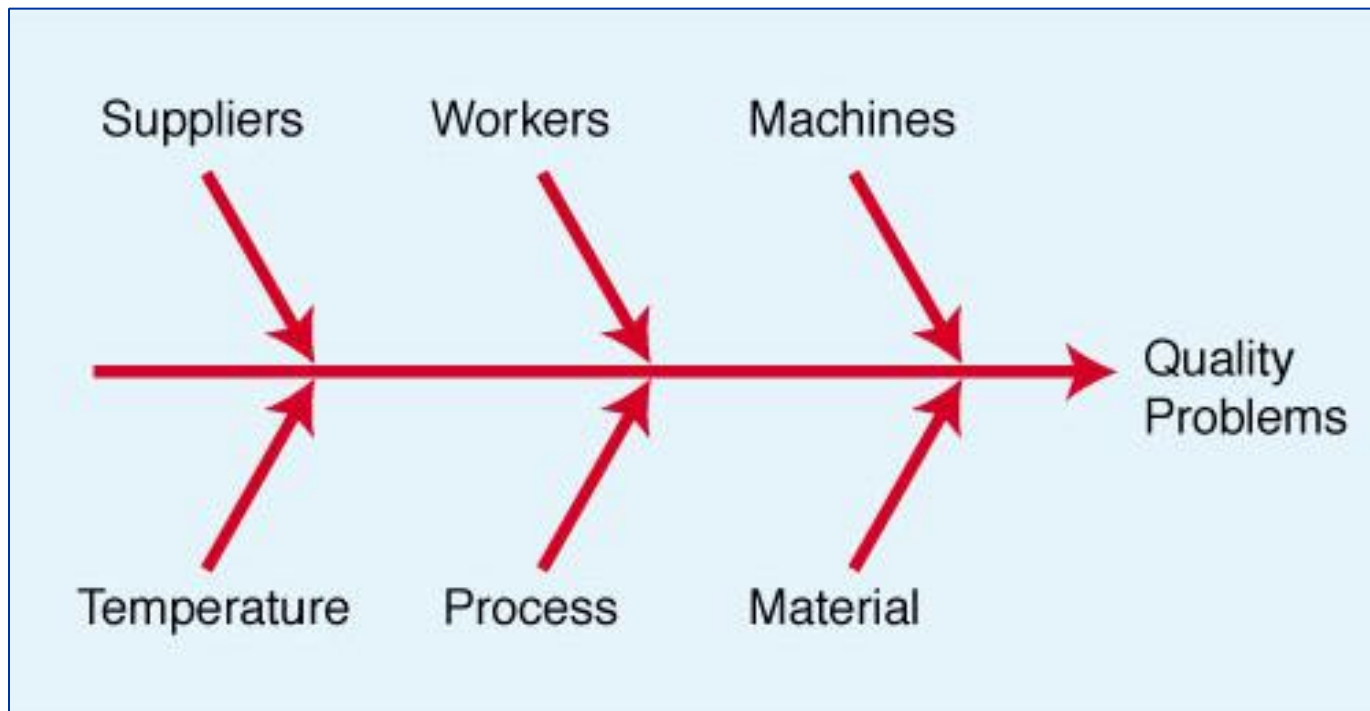 Suppliers
Workers
Machines
Quality
Problems
Temperature
Process
Material